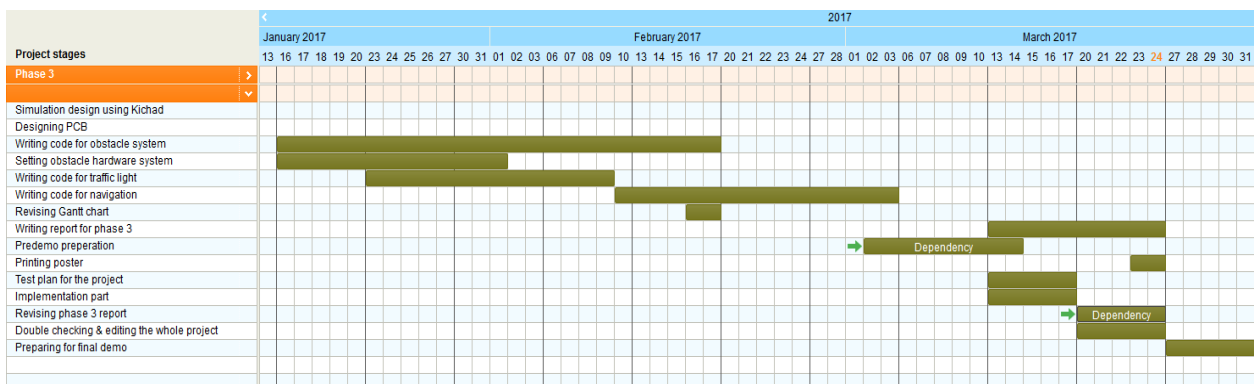 2017
January 2017 February 2017 March 2017
Project stages 13 16 17 18 19 20 23 24 25 26 27 30 31 01 02 03 06 07 08 09 10 13 14 15 16 17 20 21 22 23 24 27 28 01 02 03 06 07 08 09 10 13 14 15 16 17 20 21 22 23 24 27 28 29 30 31
Phase 3
Simulation design using Kichad
Designing PCB
Writing code for obstacle system
Setting obstacle hardware system
Writing code for traffic light
Writing code for navigation
Revising Gantt chart
Writing report for phase 3
Predemo preperation Dependency
Printing poster
Test plan for the project
Implementation part
Revising phase 3 report Dependency
Double checking & editing the whole project
Preparing for final demo